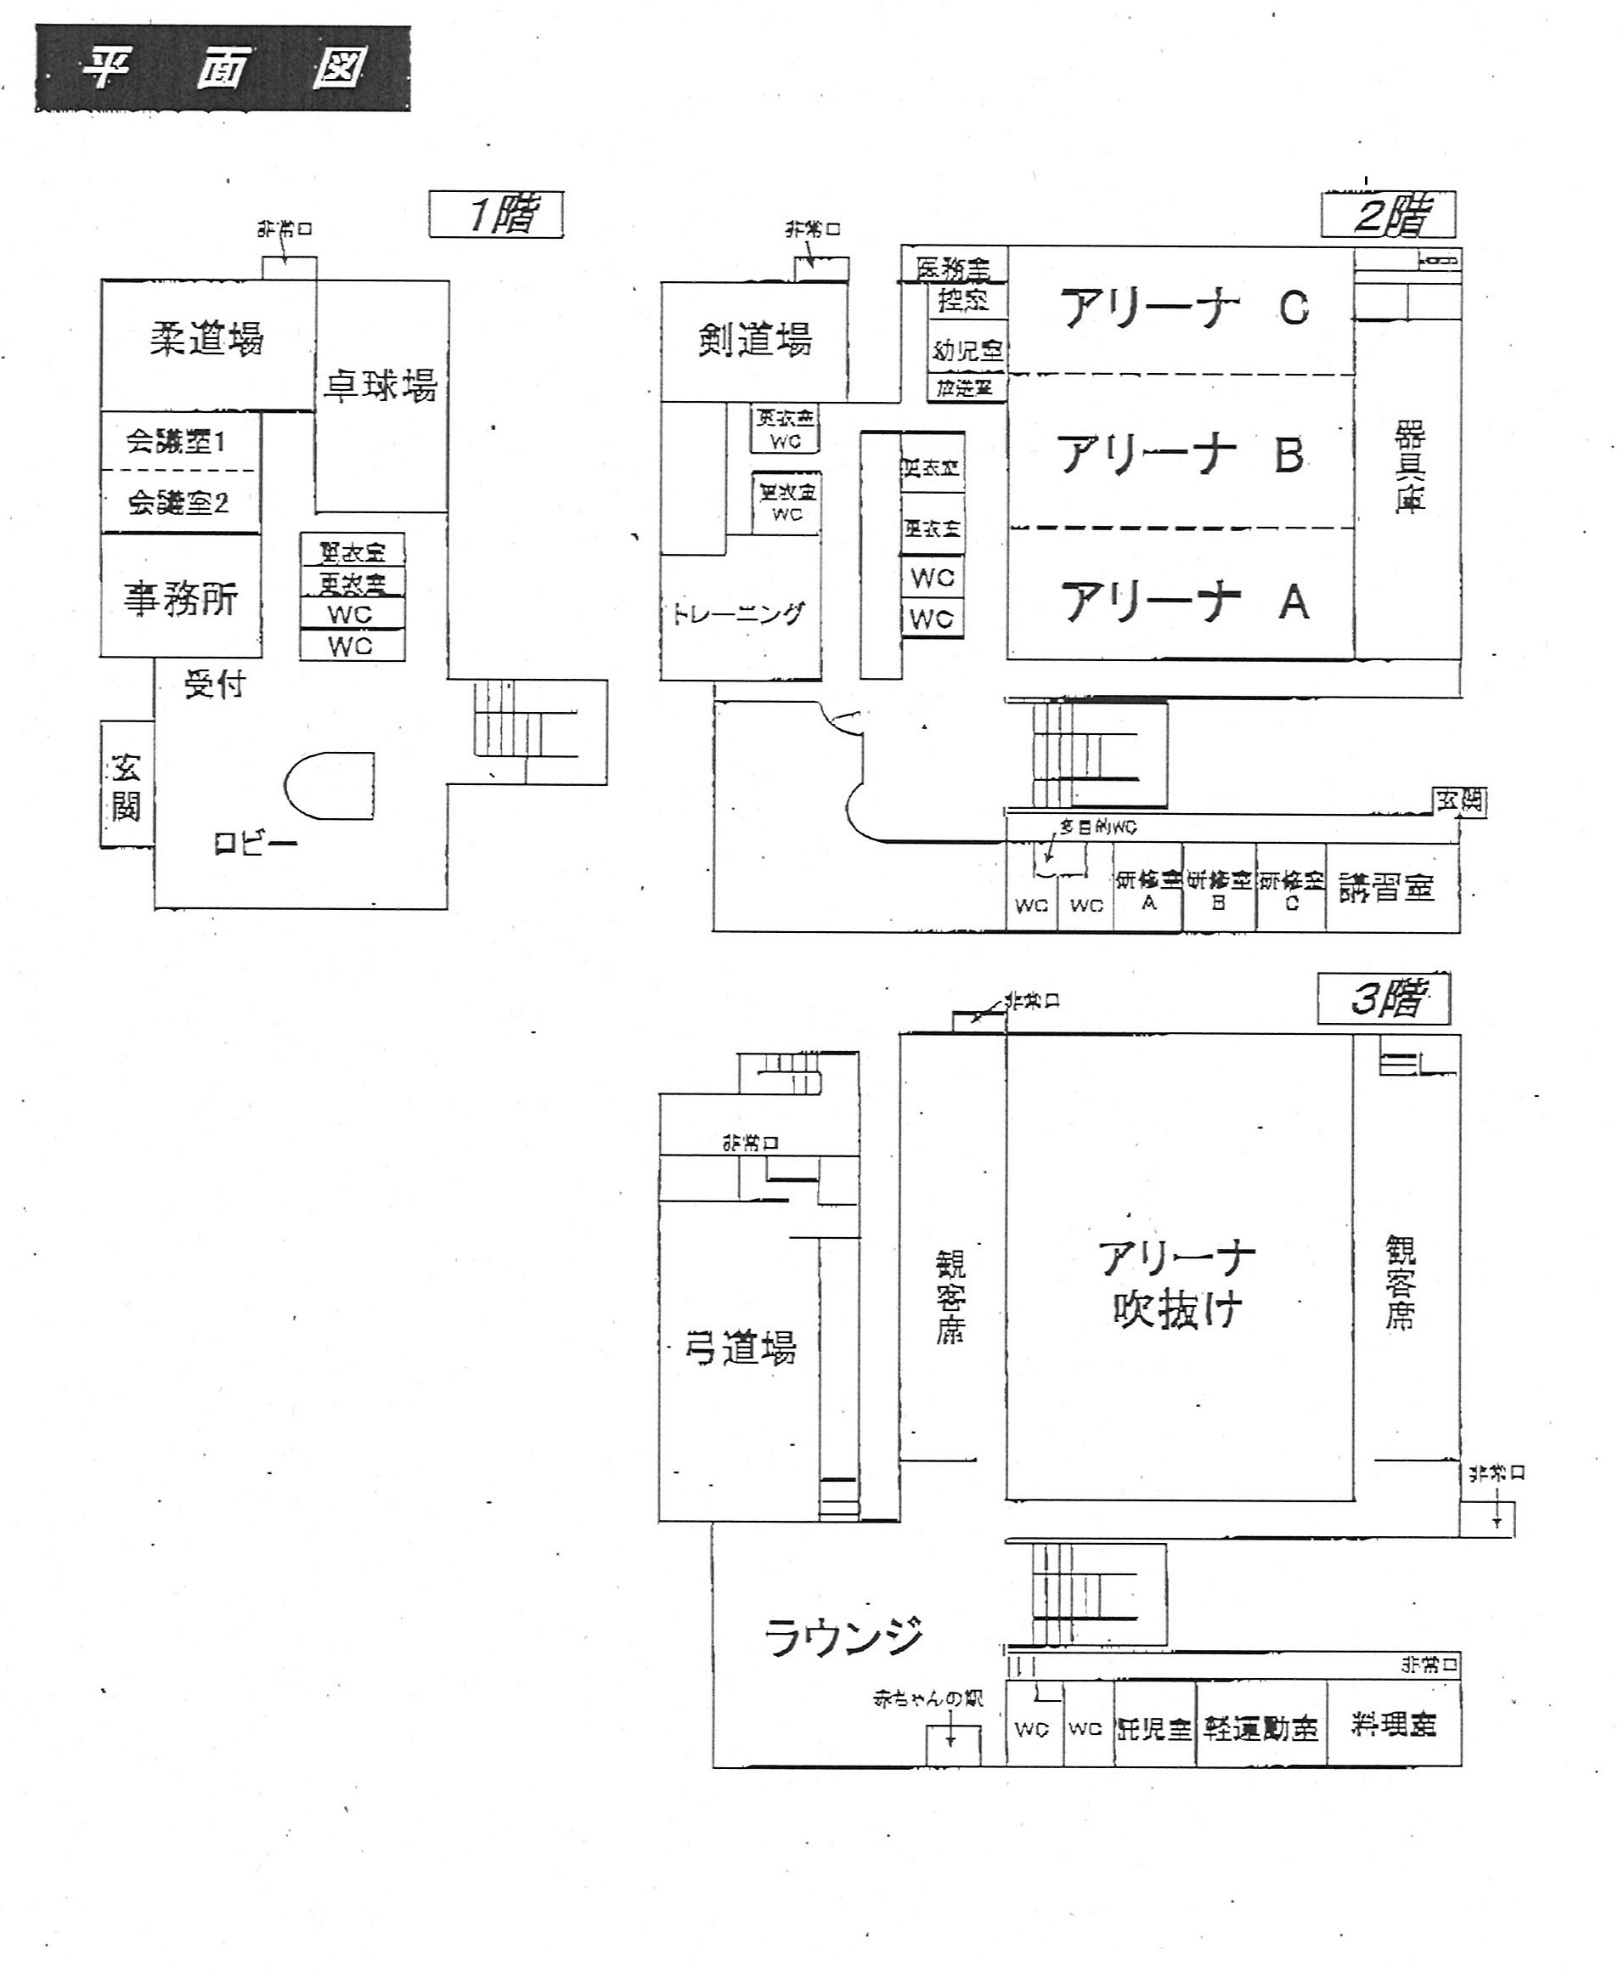 平面図
1階
非常口
柔道場
卓球場
会議室1
会議室2
事務所
更衣室
更衣室
WC
WC
受付
玄関
ロビー
2階
非常口
医務室
控室
幼児室
放送室
剣道場
アリーナ C
アリーナ B
アリーナ A
器具庫
更衣室
WC
更衣室
WC
更衣室
更衣室
WC
WC
トレーニング
玄関
多目的WC
WC
WC
研修室
A
研修室
B
研修室
C
講習室
3階
非常口
非常口
観客席
アリーナ
吹抜け
観客席
弓道場
非常口
ラウンジ
非常口
赤ちゃんの駅
WC
WC
託児室
軽運動室
料理室